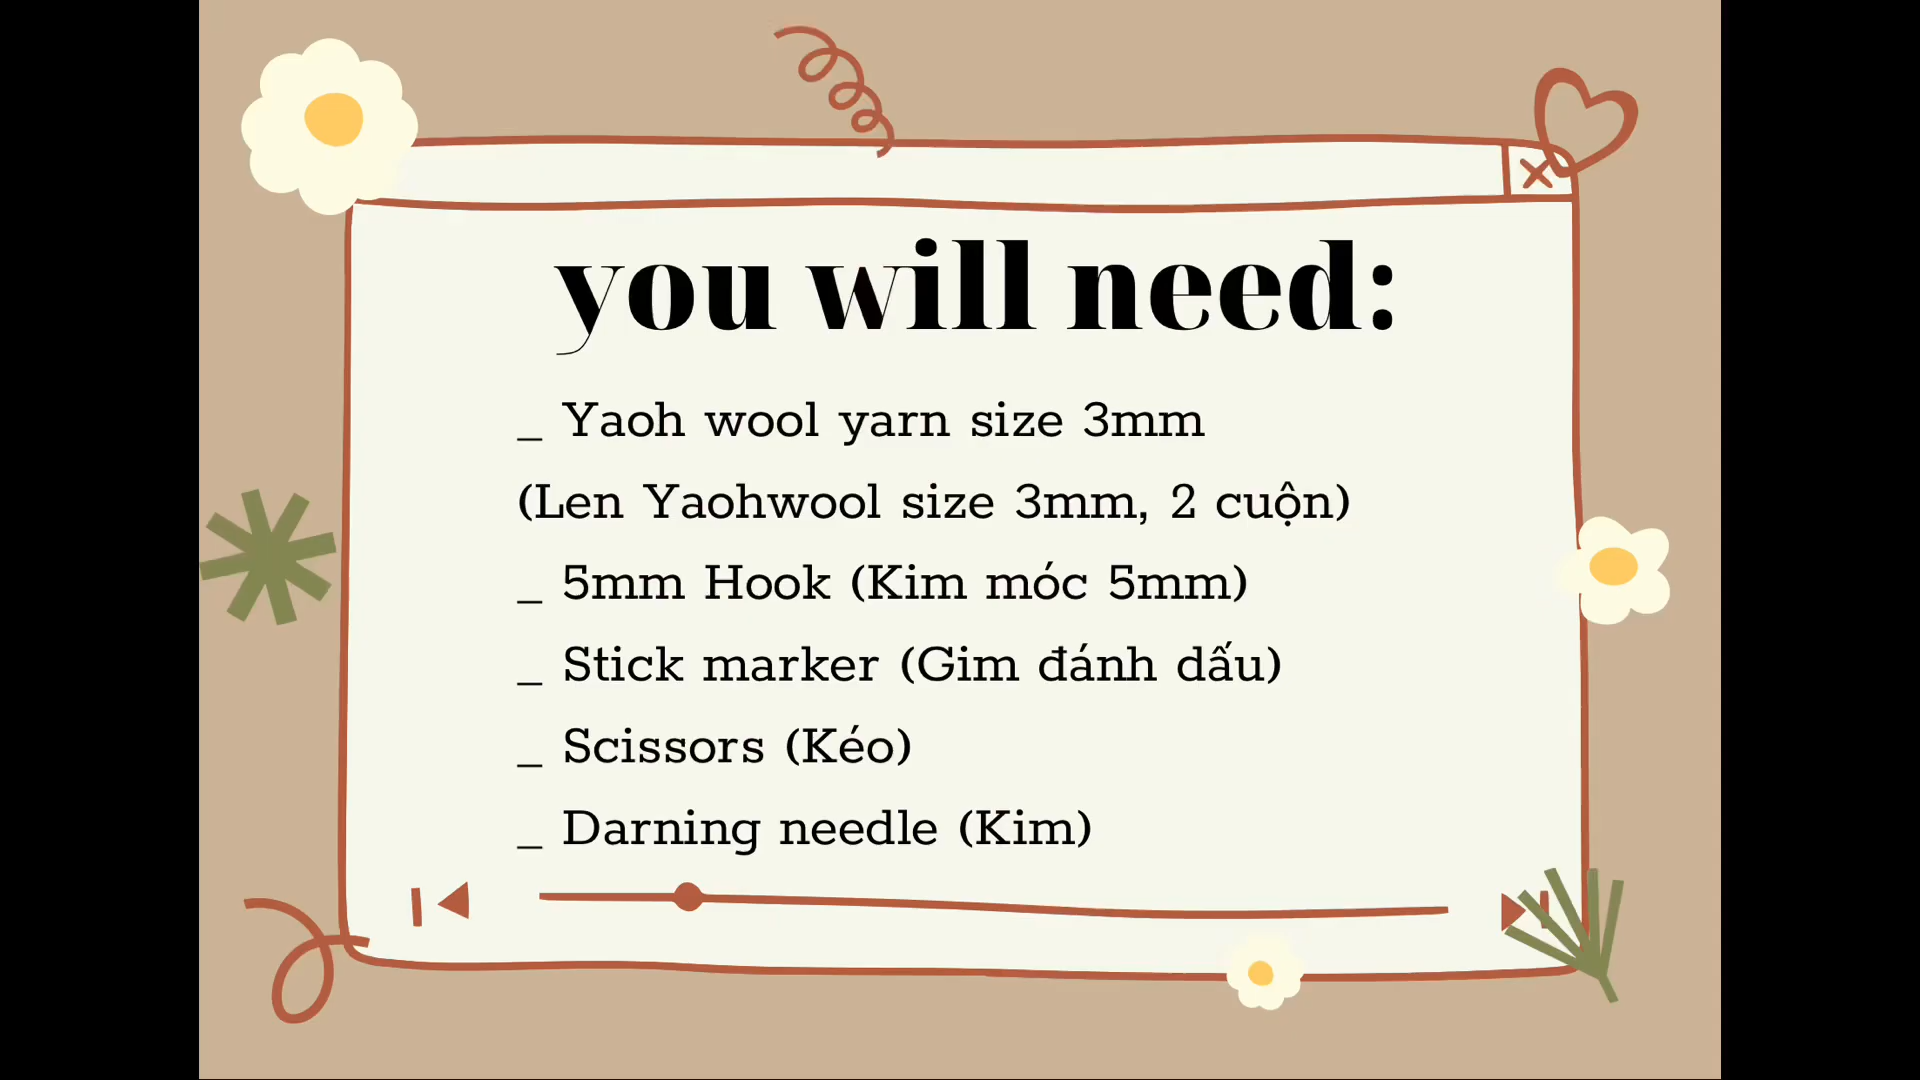 you will need:
_ Yaoh wool yarn size 3mm
(Len Yaohwool size 3mm, 2 cuộn)
_ 5mm Hook (Kim móc 5mm)
_ Stick marker (Gim đánh dấu)
_ Scissors (Kéo)
_ Darning needle (Kim)